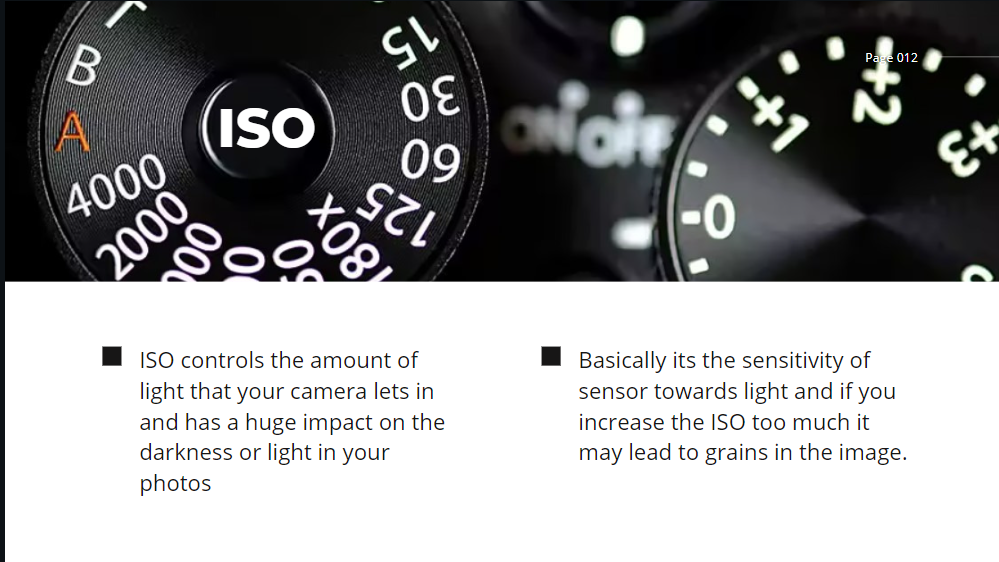 Page 012
B
A
ISO
15
30
60
125
180X
4000
2000
ON OFF
+1
+2
+3
0
ISO controls the amount of
light that your camera lets in
and has a huge impact on the
darkness or light in your
photos
Basically its the sensitivity of
sensor towards light and if you
increase the ISO too much it
may lead to grains in the image.